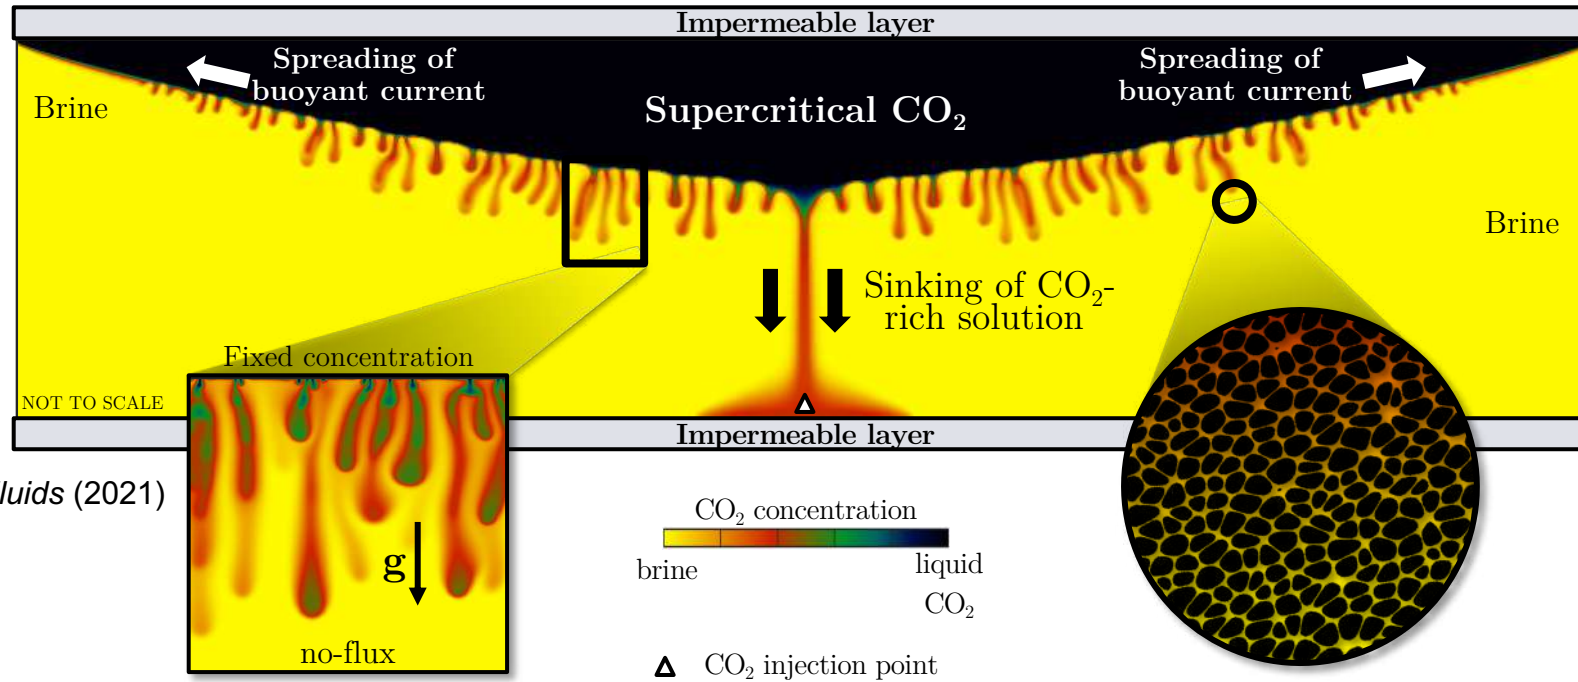 Impermeable layer
Spreading of
buoyant current
Spreading of
buoyant current
Brine
Supercritical CO₂
Brine
Sinking of CO₂-
rich solution
Fixed concentration
NOT TO SCALE
Impermeable layer
luids (2021)
g
no-flux
CO₂ concentration
brine
liquid
CO₂
CO₂ injection point